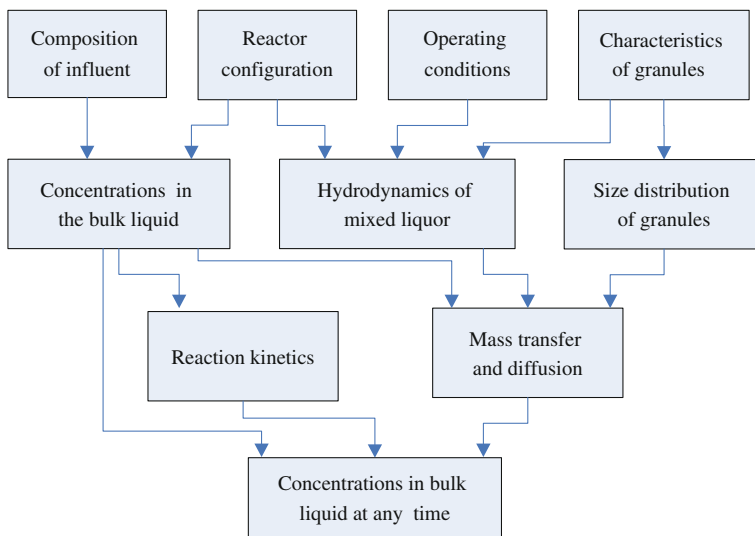 Composition
of influent
Reactor
configuration
Operating
conditions
Characteristics
of granules
Concentrations in
the bulk liquid
Hydrodynamics of
mixed liquor
Size distribution
of granules
Reaction kinetics
Mass transfer
and diffusion
Concentrations in bulk
liquid at any time